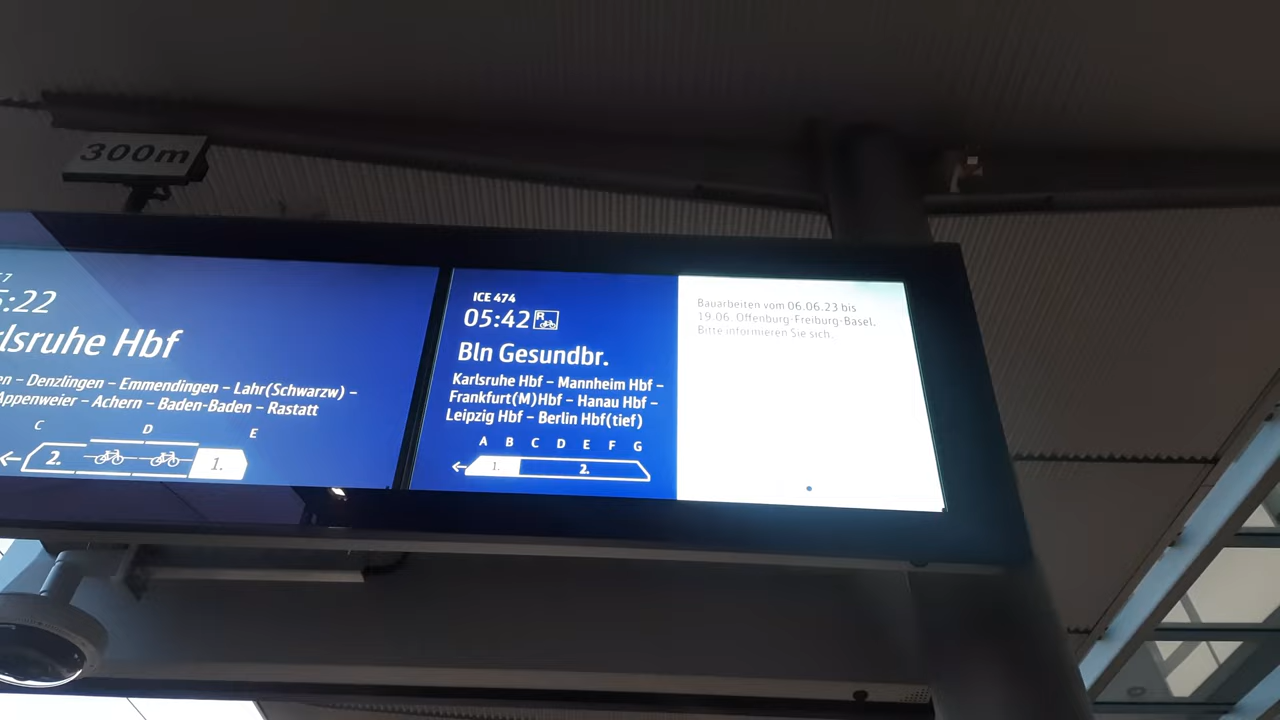 300m
:22
lsruhe Hbf
– Denzlingen – Emmendingen – Lahr(Schwarzw) –
Appenweier – Achern – Baden-Baden – Rastatt
C D E
2. 1.
ICE 474
05:42 R
Bln Gesundbr.
Karlsruhe Hbf – Mannheim Hbf –
Frankfurt(M)Hbf – Hanau Hbf –
Leipzig Hbf – Berlin Hbf(tief)
A B C D E F G
1. 2.
Bauarbeiten vom 06.06.23 bis
19.06. Offenburg-Freiburg-Basel.
Bitte informieren Sie sich.